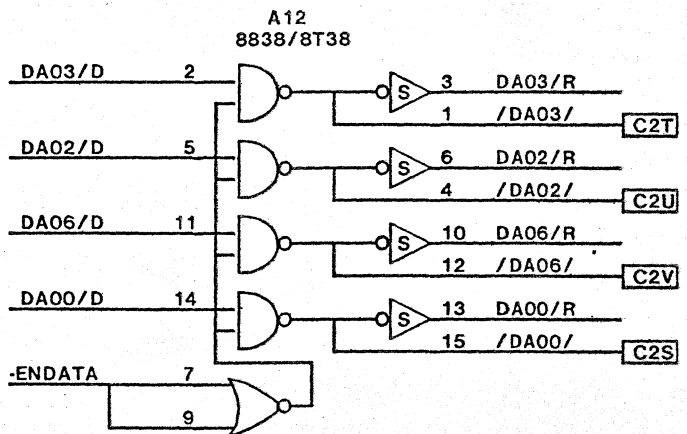 A12
8838/8T38
DA03/D 2 S 3 DA03/R
1 /DA03/ C2T
DA02/D 5 S 6 DA02/R
4 /DA02/ C2U
DA06/D 11 S 10 DA06/R
12 /DA06/ C2V
DA00/D 14 S 13 DA00/R
15 /DA00/ C2S
-ENDATA 7
9